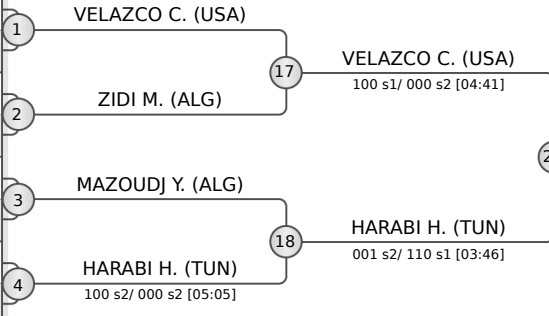 VELAZCO C. (USA)
1
17
VELAZCO C. (USA)
100 s1/ 000 s2 [04:41]
ZIDI M. (ALG)
2
MAZOUDJ Y. (ALG)
3
18
HARABI H. (TUN)
001 s2/ 110 s1 [03:46]
HARABI H. (TUN)
4
100 s2/ 000 s2 [05:05]